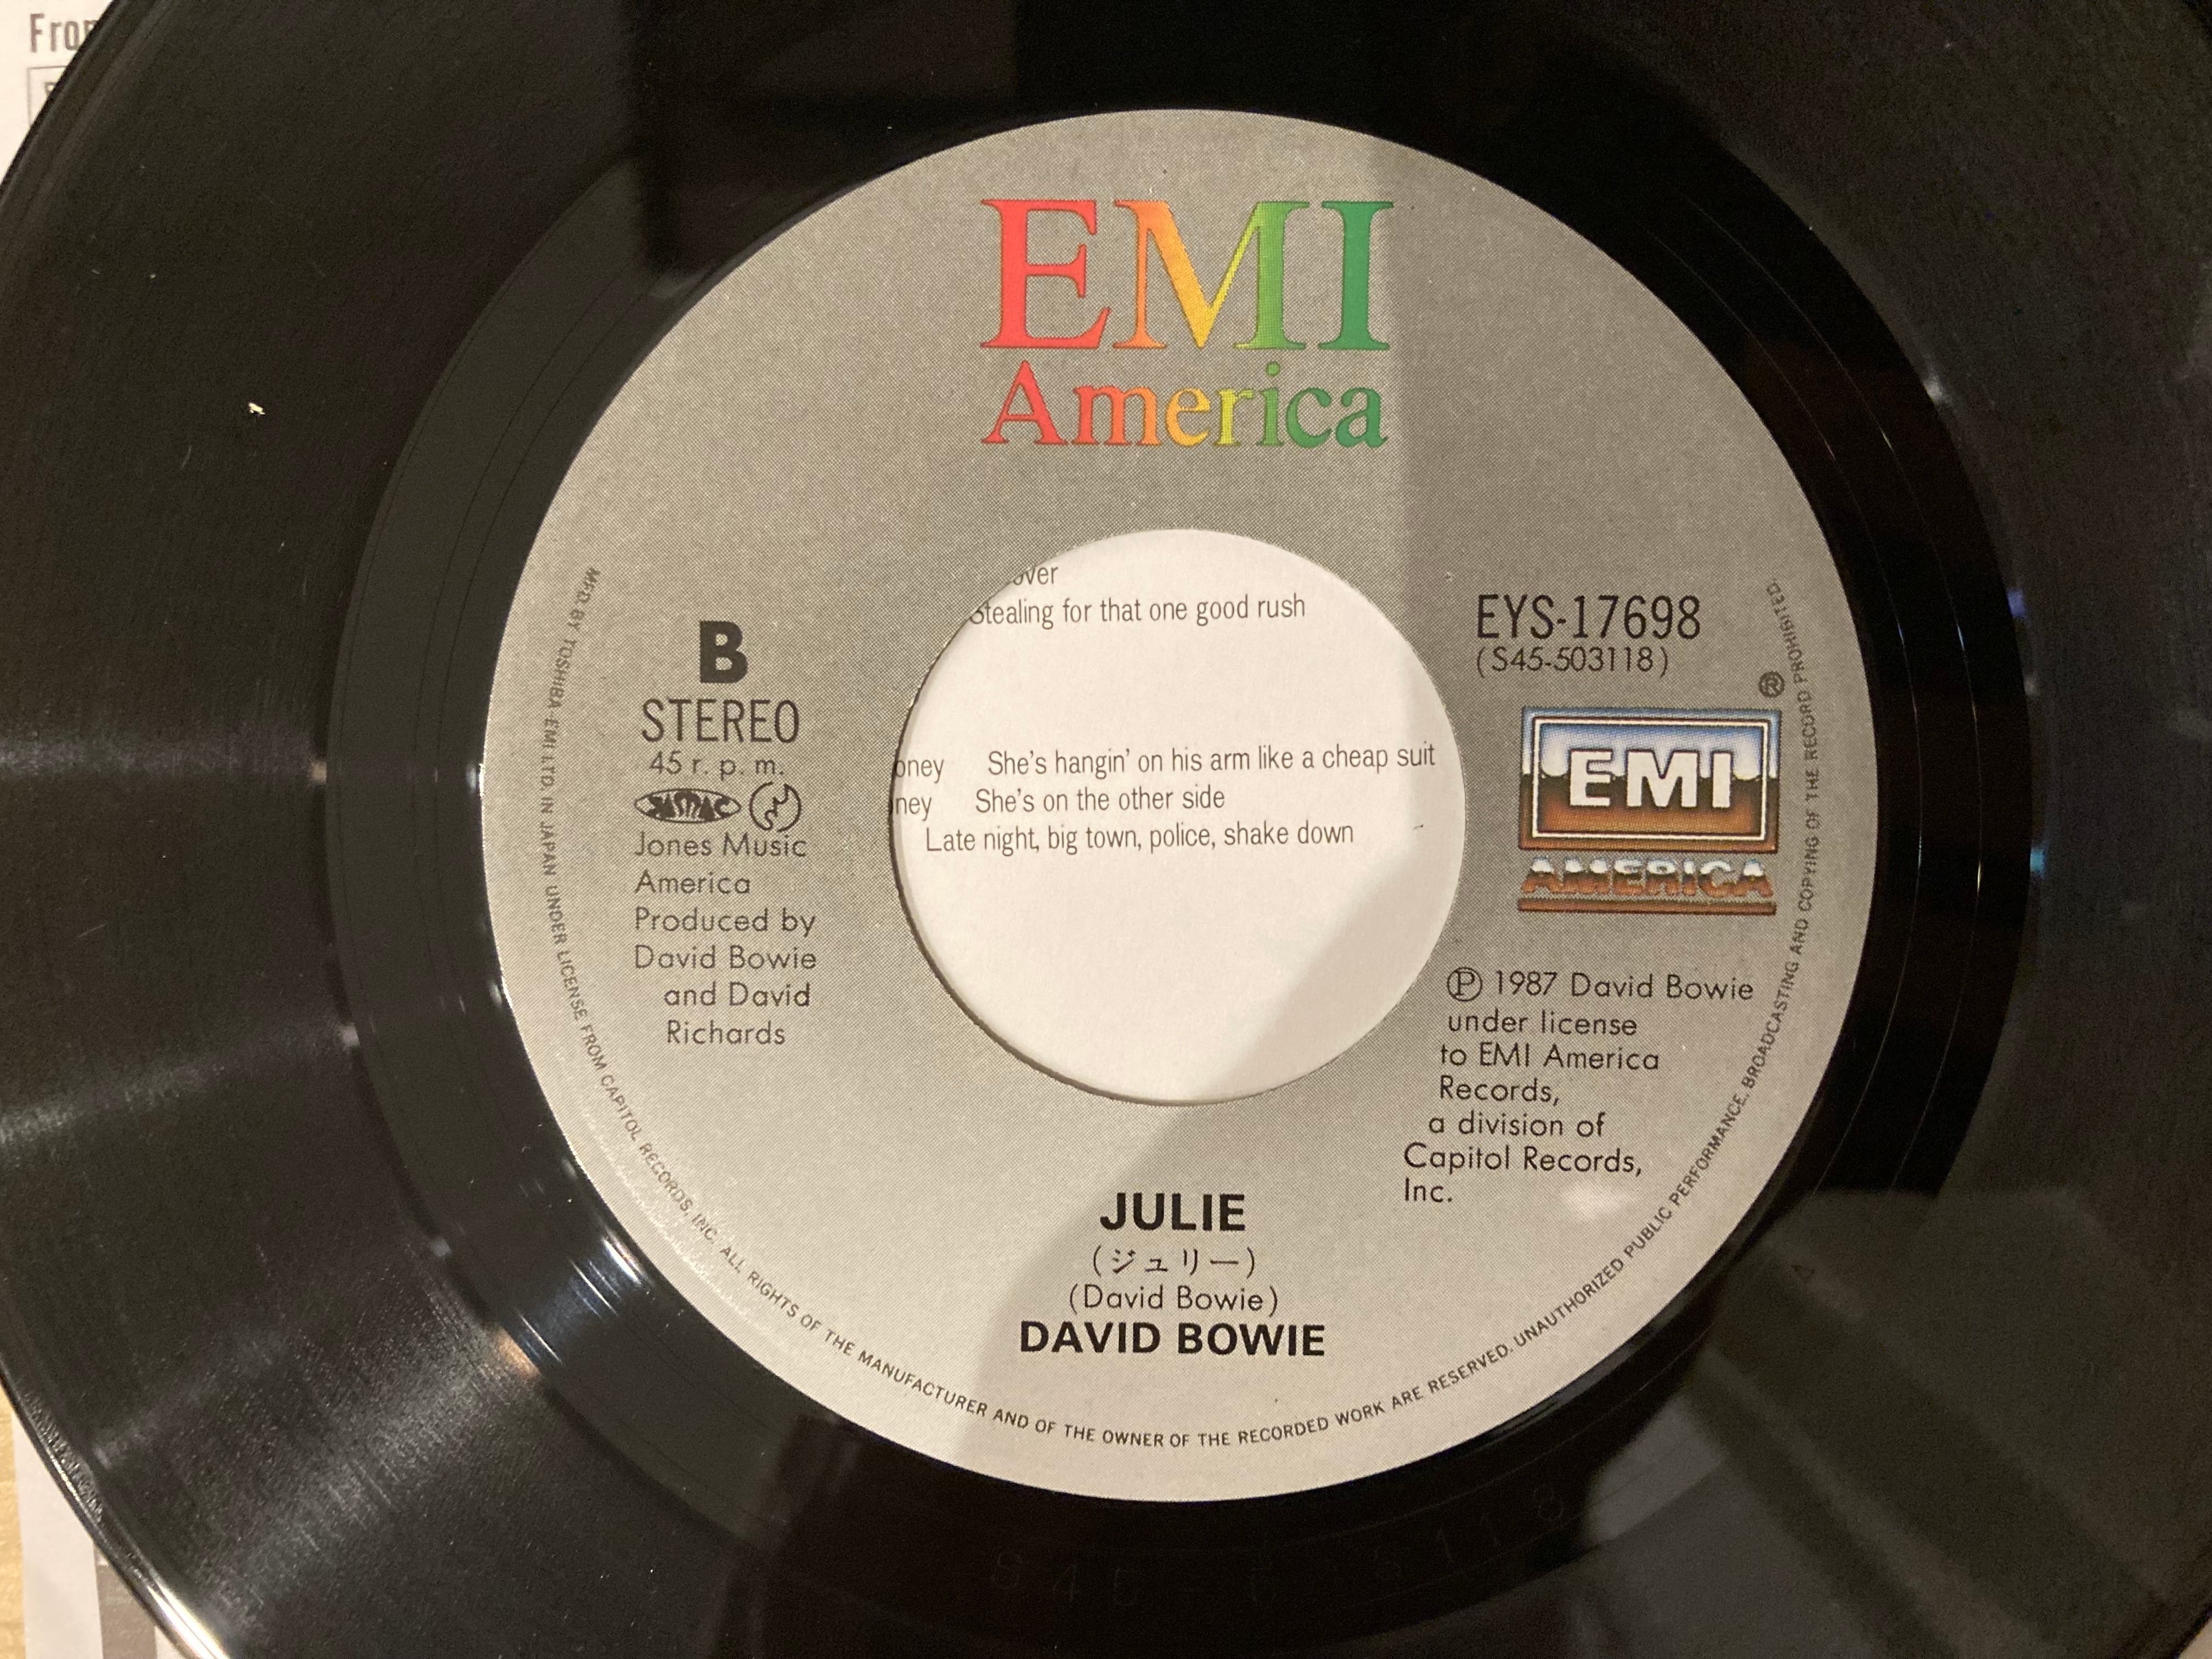 EMI
America
over
Stealing for that one good rush
She's hangin' on his arm like a cheap suit
She's on the other side
Late night, big town, police, shake down
B
STEREO
45 r. p. m.
JASRAC
Jones Music
America
Produced by
David Bowie
and David
Richards
EYS-17698
(S45-503118)
®
EMI
AMERICA
Ⓟ 1987 David Bowie
under license
to EMI America
Records,
a division of
Capitol Records,
Inc.
JULIE
(ジュリー)
(David Bowie)
DAVID BOWIE
MFD. BY TOSHIBA-EMI LTD. IN JAPAN UNDER LICENSE FROM CAPITOL RECORDS, INC. ALL RIGHTS OF THE MANUFACTURER AND OF THE OWNER OF THE RECORDED WORK ARE RESERVED. UNAUTHORIZED PUBLIC PERFORMANCE, BROADCASTING AND COPYING OF THE RECORD PROHIBITED.